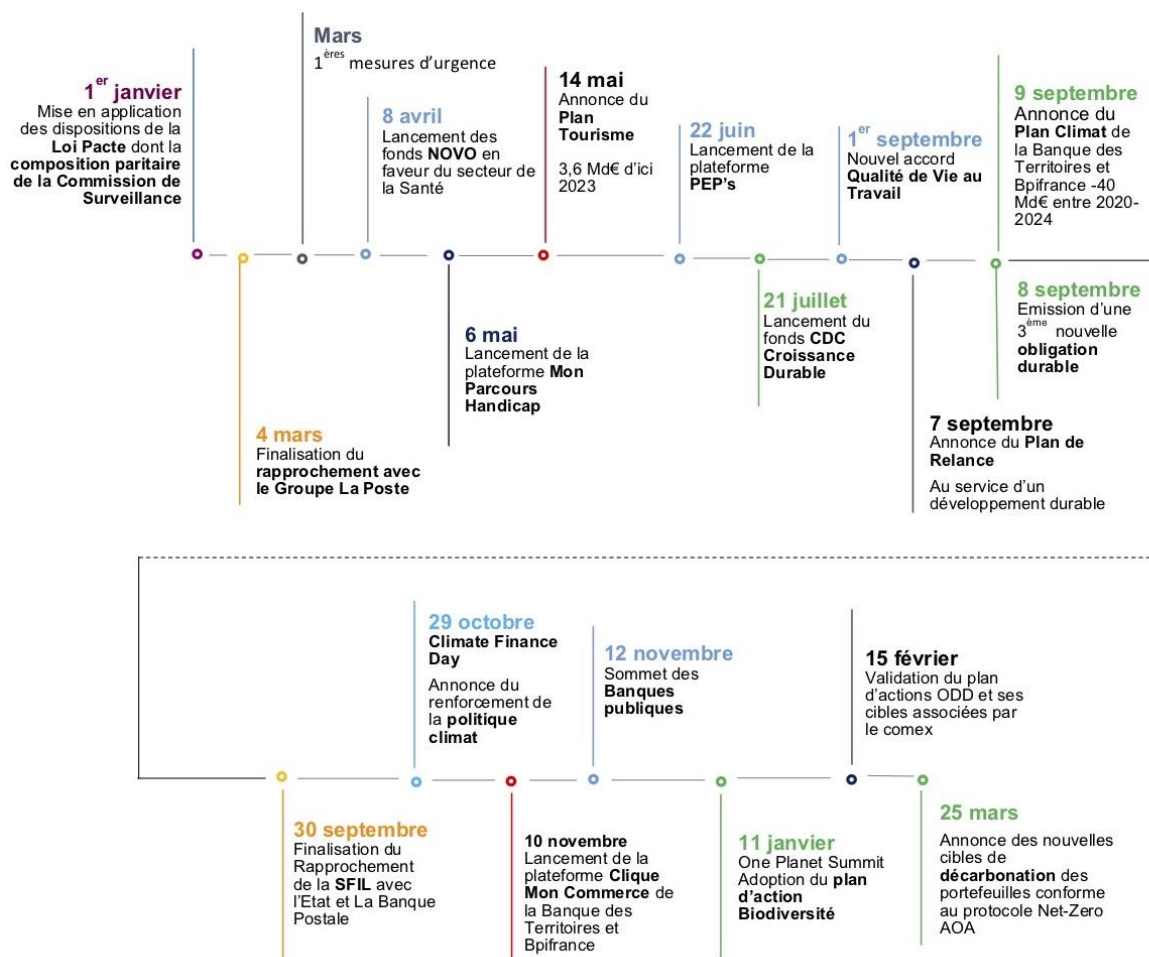 1er janvier
Mise en application
des dispositions de la
Loi Pacte dont la
composition paritaire
de la Commission de
Surveillance
4 mars
Finalisation du
rapprochement avec
le Groupe La Poste
Mars
1ères mesures d'urgence
8 avril
Lancement des
fonds NOVO en
faveur du secteur de
la Santé
6 mai
Lancement de la
plateforme Mon
Parcours
Handicap
14 mai
Annonce du
Plan
Tourisme
3,6 Md€ d'ici
2023
22 juin
Lancement de la
plateforme
PEP's
21 juillet
Lancement du
fonds CDC
Croissance
Durable
1er septembre
Nouvel accord
Qualité de Vie au
Travail
7 septembre
Annonce du Plan de
Relance
Au service d'un
développement durable
9 septembre
Annonce du
Plan Climat de
la Banque des
Territoires et
Bpifrance -40
Md€ entre 2020-
2024
8 septembre
Emission d'une
3ème nouvelle
obligation
durable
30 septembre
Finalisation du
Rapprochement
de la SFIL avec
l'Etat et La Banque
Postale
29 octobre
Climate Finance
Day
Annonce du
renforcement de
la politique
climat
10 novembre
Lancement de la
plateforme Clique
Mon Commerce de
la Banque des
Territoires et
Bpifrance
12 novembre
Sommet des
Banques
publiques
11 janvier
One Planet Summit
Adoption du plan
d'action
Biodiversité
15 février
Validation du plan
d'actions ODD et ses
cibles associées par
le comex
25 mars
Annonce des nouvelles
cibles de
décarbonation des
portefeuilles conforme
au protocole Net-Zero
AOA